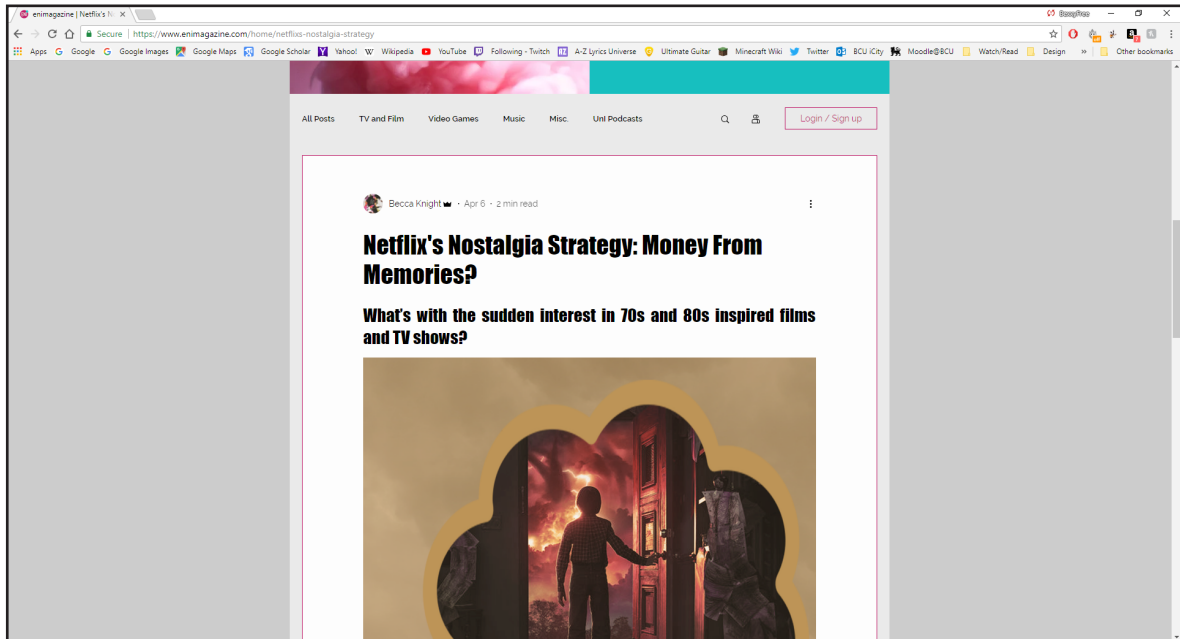 enimagazine | Netflix's N
BexxyFree
Secure | https://www.enimagazine.com/home/netflixs-nostalgia-strategy
Apps Google Google Images Google Maps Google Scholar Yahoo! Wikipedia YouTube Following - Twitch A-Z Lyrics Universe Ultimate Guitar Minecraft Wiki Twitter BCU iCity Moodle@BCU Watch/Read Design » Other bookmarks
All Posts TV and Film Video Games Music Misc. UnI Podcasts Login / Sign up
Becca Knight · Apr 6 · 2 min read
Netflix's Nostalgia Strategy: Money From
Memories?
What's with the sudden interest in 70s and 80s inspired films
and TV shows?